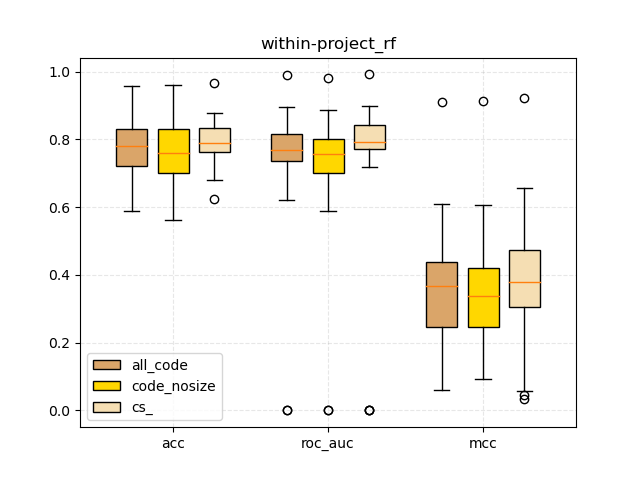 within-project_rf
1.0
0.8
0.6
0.4
0.2
0.0
all_code
code_nosize
cs_
acc
roc_auc
mcc